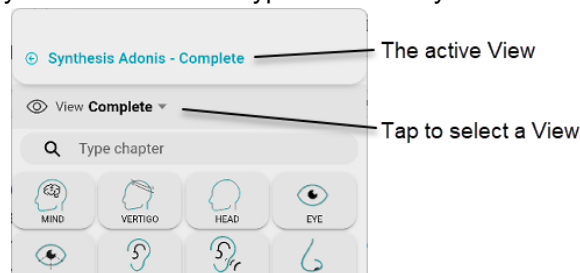 Synthesis Adonis - Complete
The active View
View Complete
Tap to select a View
Type chapter
MIND
VERTIGO
HEAD
EYE